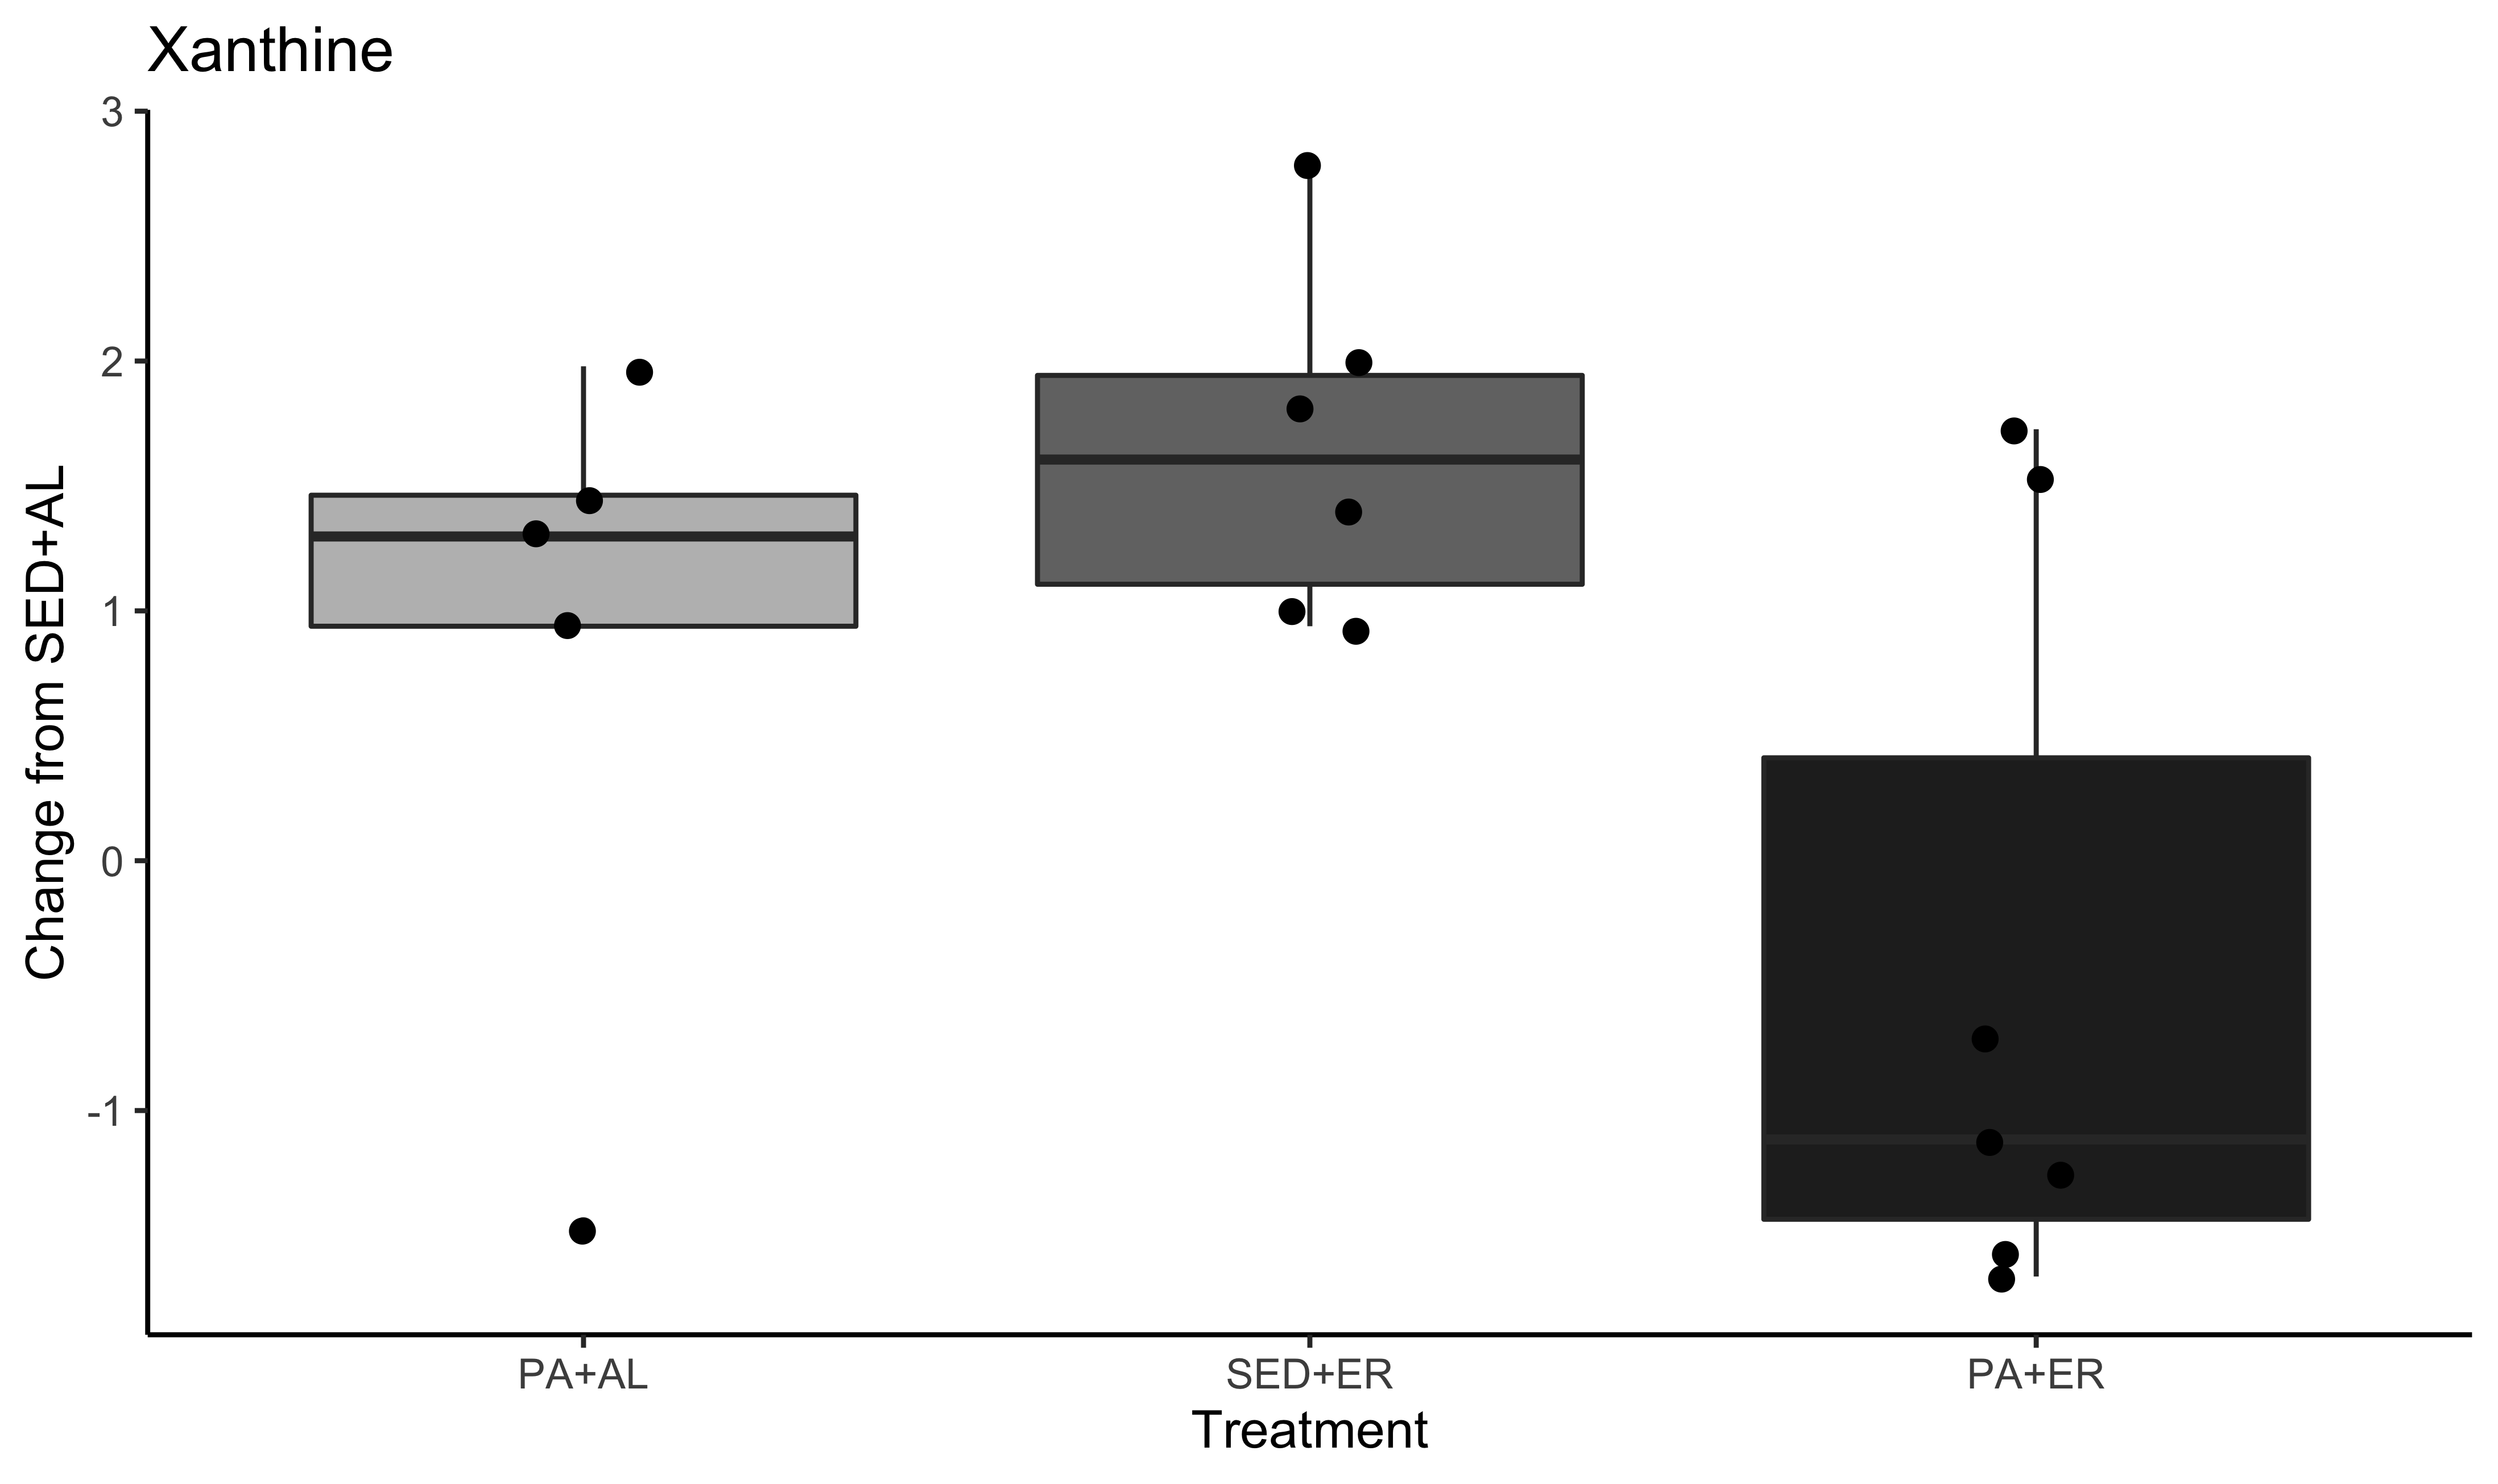 Xanthine
3
2
1
0
-1
Change from SED+AL
PA+AL
SED+ER
PA+ER
Treatment